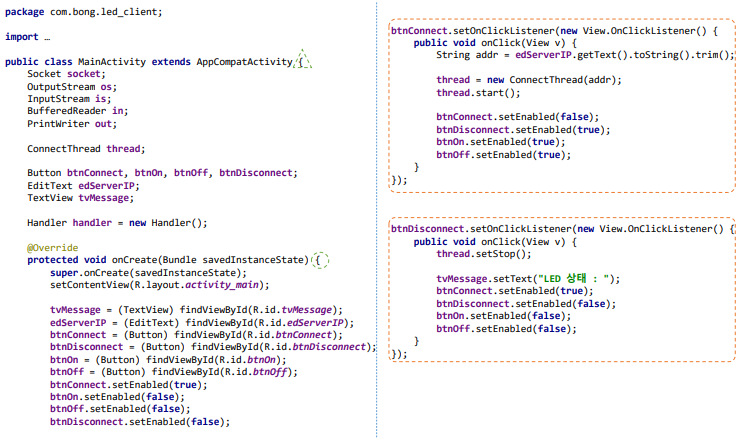 package com.bong.led_client;
import …
public class MainActivity extends AppCompatActivity {
Socket socket;
OutputStream os;
InputStream is;
BufferedReader in;
PrintWriter out;
ConnectThread thread;
Button btnConnect, btnOn, btnOff, btnDisconnect;
EditText edServerIP;
TextView tvMessage;
Handler handler = new Handler();
@Override
protected void onCreate(Bundle savedInstanceState) {
super.onCreate(savedInstanceState);
setContentView(R.layout.activity_main);
tvMessage = (TextView) findViewById(R.id.tvMessage);
edServerIP = (EditText) findViewById(R.id.edServerIP);
btnConnect = (Button) findViewById(R.id.btnConnect);
btnDisconnect = (Button) findViewById(R.id.btnDisconnect);
btnOn = (Button) findViewById(R.id.btnOn);
btnOff = (Button) findViewById(R.id.btnOff);
btnConnect.setEnabled(true);
btnOn.setEnabled(false);
btnOff.setEnabled(false);
btnDisconnect.setEnabled(false);
btnConnect.setOnClickListener(new View.OnClickListener() {
public void onClick(View v) {
String addr = edServerIP.getText().toString().trim();
thread = new ConnectThread(addr);
thread.start();
btnConnect.setEnabled(false);
btnDisconnect.setEnabled(true);
btnOn.setEnabled(true);
btnOff.setEnabled(true);
}
});
btnDisconnect.setOnClickListener(new View.OnClickListener() {
public void onClick(View v) {
thread.setStop();
tvMessage.setText("LED 상태 : ");
btnConnect.setEnabled(true);
btnDisconnect.setEnabled(false);
btnOn.setEnabled(false);
btnOff.setEnabled(false);
}
});